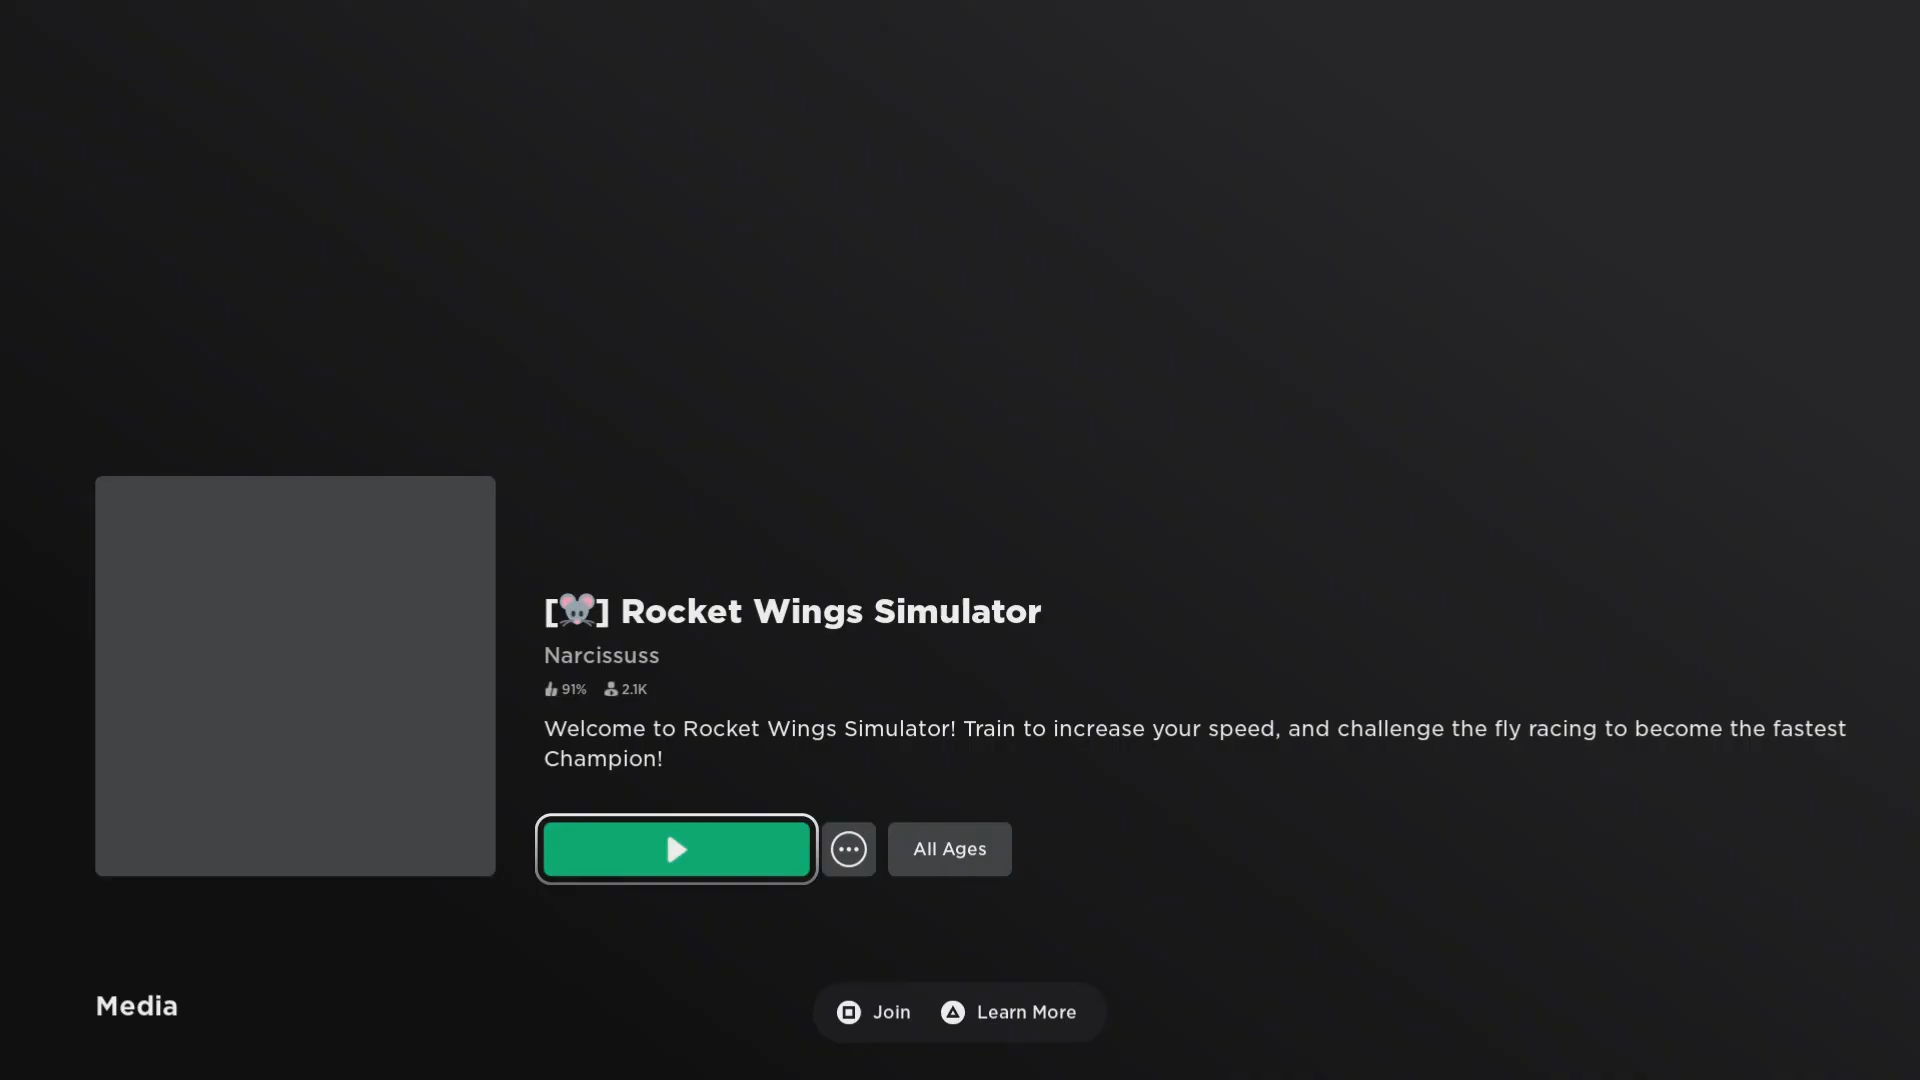 [🐭] Rocket Wings Simulator
Narcissuss
91% 2.1K
Welcome to Rocket Wings Simulator! Train to increase your speed, and challenge the fly racing to become the fastest
Champion!
All Ages
Media
Join Learn More